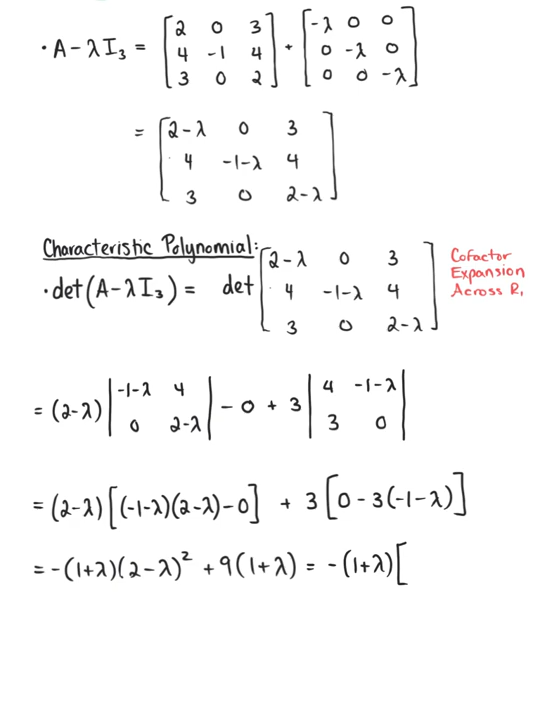 · A - λI₃ = [2 0 3; 4 -1 4; 3 0 2] + [-λ 0 0; 0 -λ 0; 0 0 -λ]
= [2-λ 0 3; 4 -1-λ 4; 3 0 2-λ]
Characteristic Polynomial:
· det(A - λI₃) = det [2-λ 0 3; 4 -1-λ 4; 3 0 2-λ]
Cofactor
Expansion
Across R₁
= (2-λ) |-1-λ 4; 0 2-λ| - 0 + 3 |4 -1-λ; 3 0|
= (2-λ)[(-1-λ)(2-λ)-0] + 3[0-3(-1-λ)]
= -(1+λ)(2-λ)² + 9(1+λ) = -(1+λ)[